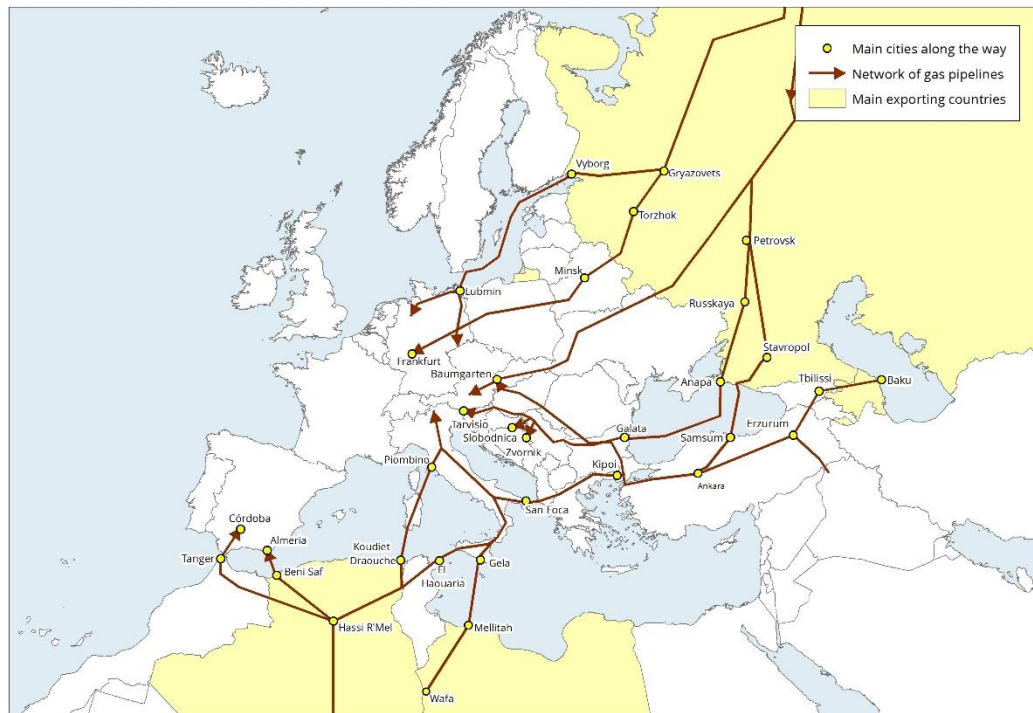 Main cities along the way
Network of gas pipelines
Main exporting countries
Vyborg
Gryazovets
Torzhok
Petrovsk
Minsk
Lubmin
Russkaya
Frankfurt
Stavropol
Baumgarten
Anapa
Tbilissi
Baku
Tarvisio
Slobodnica
Galata
Samsum
Erzurum
Zvornik
Piombino
Kipoi
Ankara
San Foca
Córdoba
Almeria
Koudiet
Draouche
Tanger
Beni Saf
El
Haouaria
Gela
Hassi R'Mel
Mellitah
Wafa